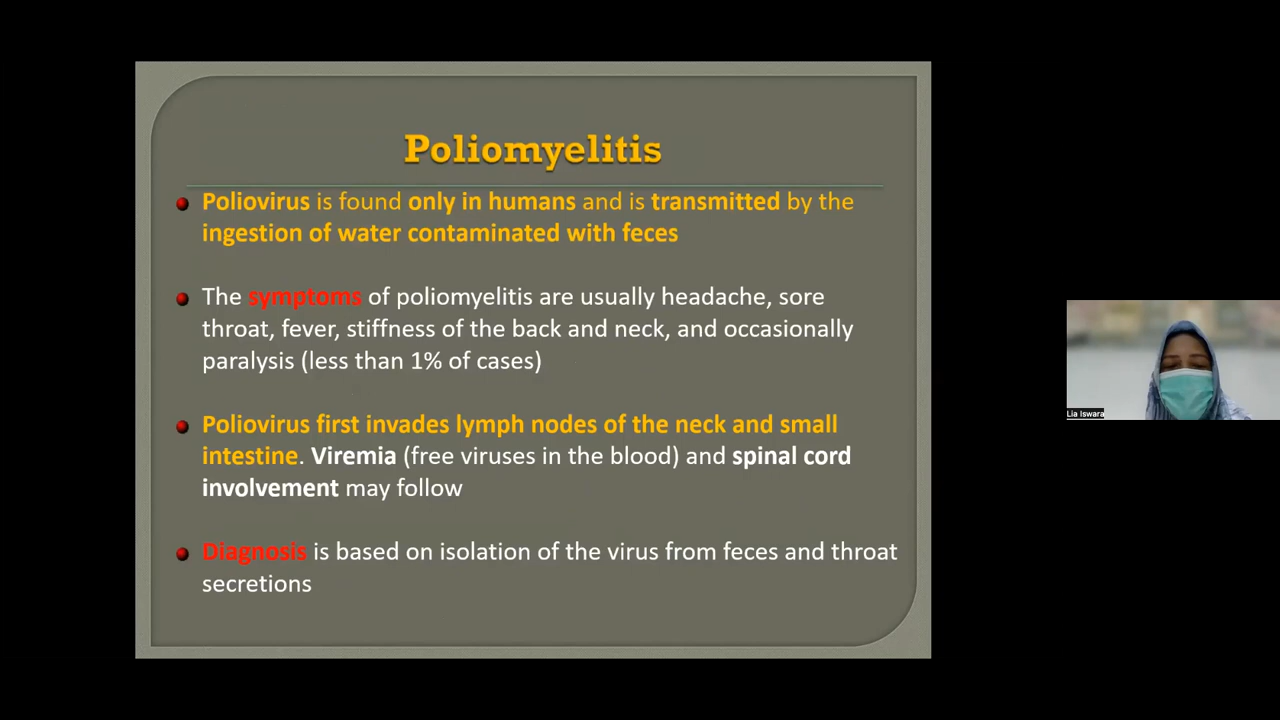 Poliomyelitis
Poliovirus is found only in humans and is transmitted by the
ingestion of water contaminated with feces
The symptoms of poliomyelitis are usually headache, sore
throat, fever, stiffness of the back and neck, and occasionally
paralysis (less than 1% of cases)
Poliovirus first invades lymph nodes of the neck and small
intestine. Viremia (free viruses in the blood) and spinal cord
involvement may follow
Diagnosis is based on isolation of the virus from feces and throat
secretions
Lia Iswara